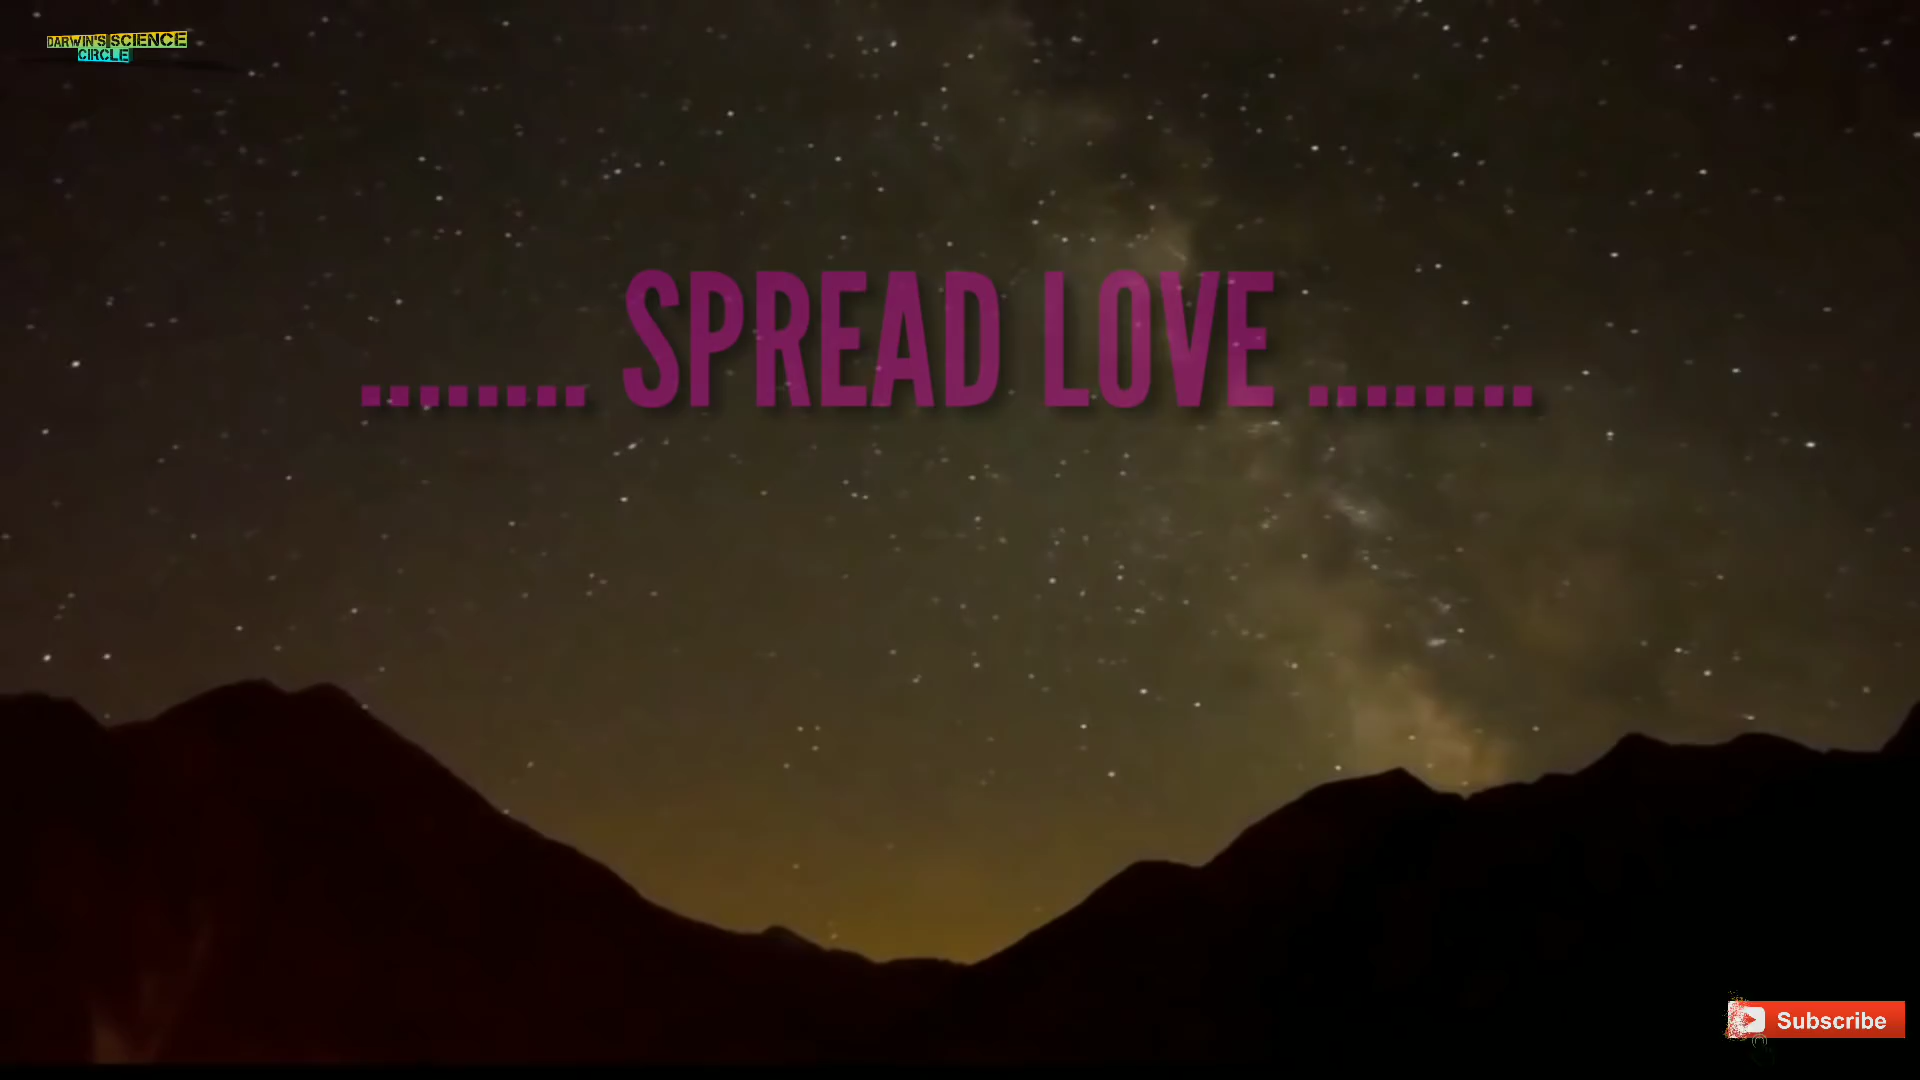 DARWIN'S SCIENCE
CIRCLE
........ SPREAD LOVE ........
Subscribe